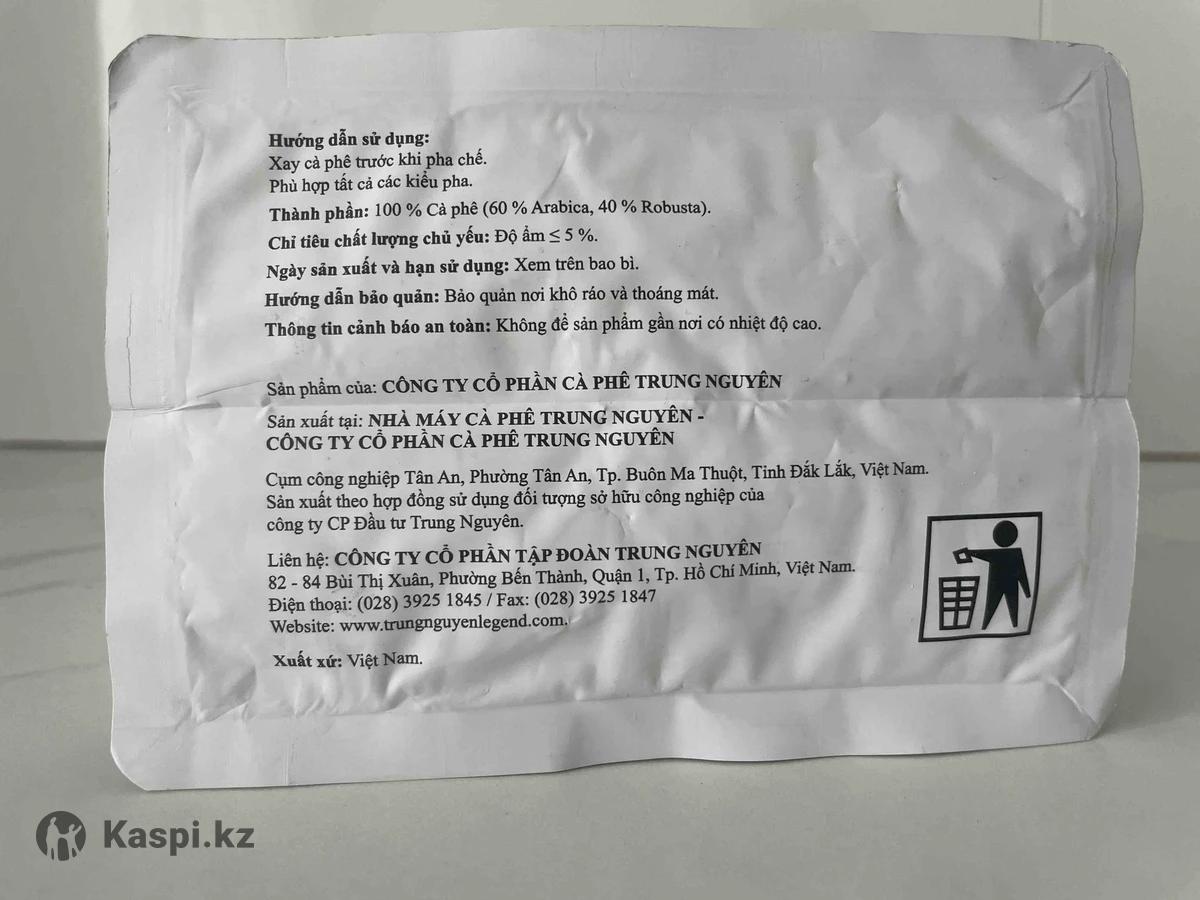 Hướng dẫn sử dụng:
Xay cà phê trước khi pha chế.
Phù hợp tất cả các kiểu pha.
Thành phần: 100 % Cà phê (60 % Arabica, 40 % Robusta).
Chỉ tiêu chất lượng chủ yếu: Độ ẩm ≤ 5 %.
Ngày sản xuất và hạn sử dụng: Xem trên bao bì.
Hướng dẫn bảo quản: Bảo quản nơi khô ráo và thoáng mát.
Thông tin cảnh báo an toàn: Không để sản phẩm gần nơi có nhiệt độ cao.
Sản phẩm của: CÔNG TY CỔ PHẦN CÀ PHÊ TRUNG NGUYÊN
Sản xuất tại: NHÀ MÁY CÀ PHÊ TRUNG NGUYÊN -
CÔNG TY CỔ PHẦN CÀ PHÊ TRUNG NGUYÊN
Cụm công nghiệp Tân An, Phường Tân An, Tp. Buôn Ma Thuột, Tỉnh Đắk Lắk, Việt Nam.
Sản xuất theo hợp đồng sử dụng đối tượng sở hữu công nghiệp của
công ty CP Đầu tư Trung Nguyên.
Liên hệ: CÔNG TY CỔ PHẦN TẬP ĐOÀN TRUNG NGUYÊN
82 - 84 Bùi Thị Xuân, Phường Bến Thành, Quận 1, Tp. Hồ Chí Minh, Việt Nam.
Điện thoại: (028) 3925 1845 / Fax: (028) 3925 1847
Website: www.trungnguyenlegend.com.
Xuất xứ: Việt Nam.
Kaspi.kz